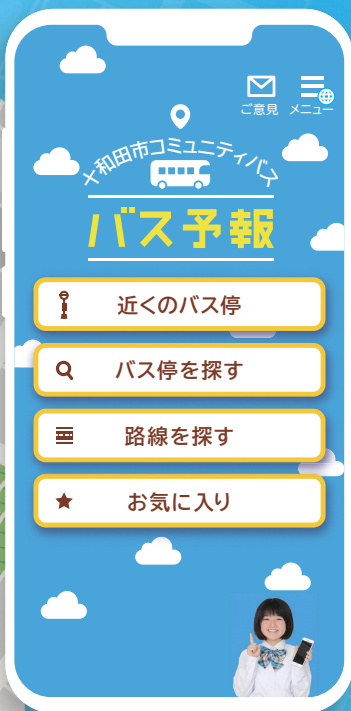 ご意見 メニュー
十和田市コミュニティバス
バス予報
近くのバス停
バス停を探す
路線を探す
お気に入り